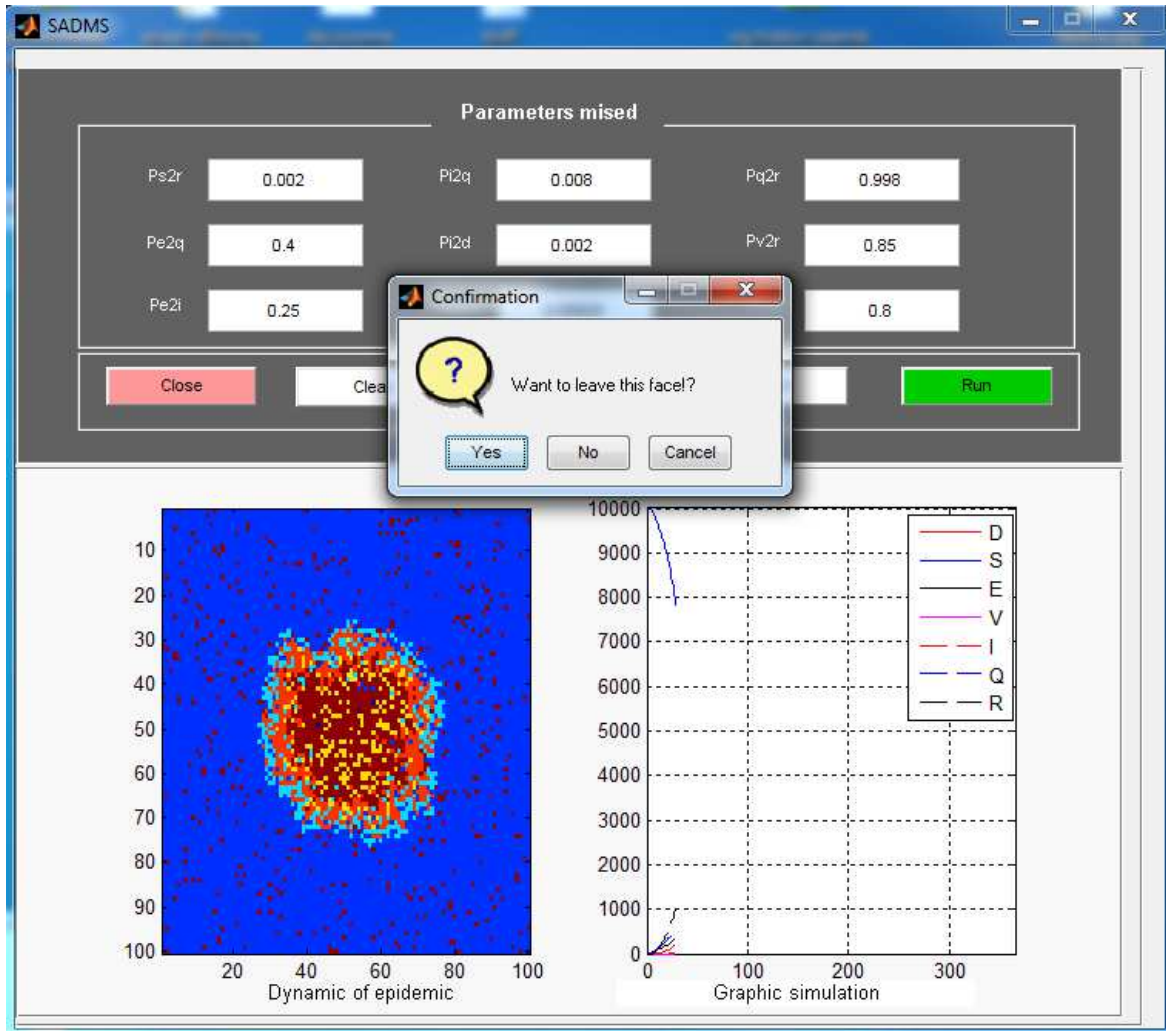 SADMS
Parameters mised
Ps2r 0.002 Pi2q 0.008 Pq2r 0.998
Pe2q 0.4 Pi2d 0.002 Pv2r 0.85
Pe2i 0.25 0.8
Confirmation
Want to leave this face!?
Yes No Cancel
Close Clea Run
10
20
30
40
50
60
70
80
90
100
20 40 60 80 100
Dynamic of epidemic
10000
9000
8000
7000
6000
5000
4000
3000
2000
1000
0
0 100 200 300
Graphic simulation
D
S
E
V
I
Q
R